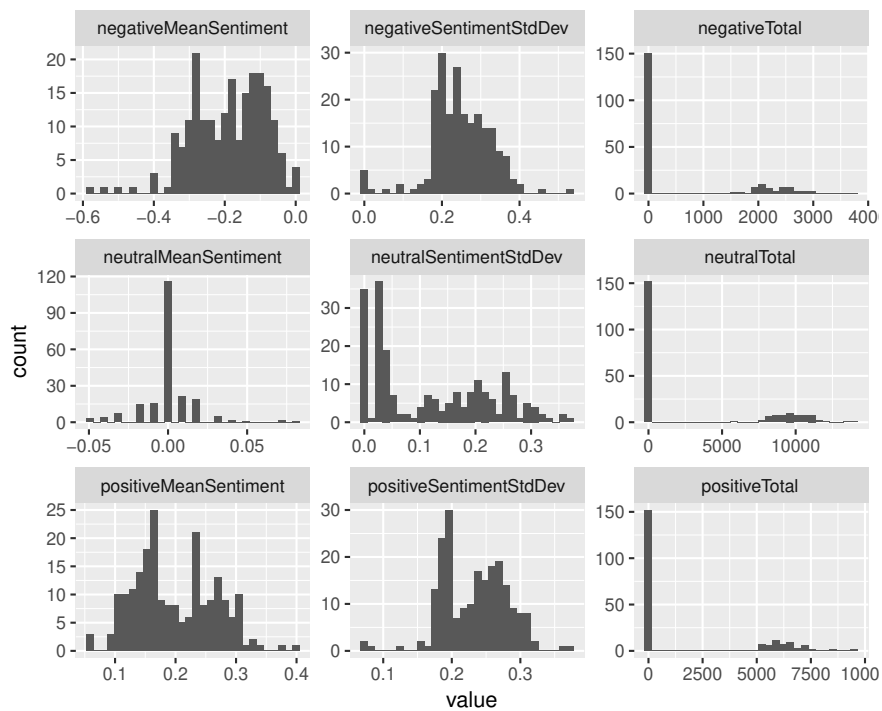 negativeMeanSentiment negativeSentimentStdDev negativeTotal
20 15 10 5 0
30 20 10 0
150 100 50 0
−0.6 −0.4 −0.2 0.0
0.0 0.2 0.4
0 1000 2000 3000 400
neutralMeanSentiment neutralSentimentStdDev neutralTotal
120 90 60 30 0
30 20 10 0
150 100 50 0
−0.05 0.00 0.05
0.0 0.1 0.2 0.3
0 5000 10000
count
positiveMeanSentiment positiveSentimentStdDev positiveTotal
25 20 15 10 5 0
30 20 10 0
150 100 50 0
0.1 0.2 0.3 0.4
0.2 0.3
0 2500 5000 7500 1000
value